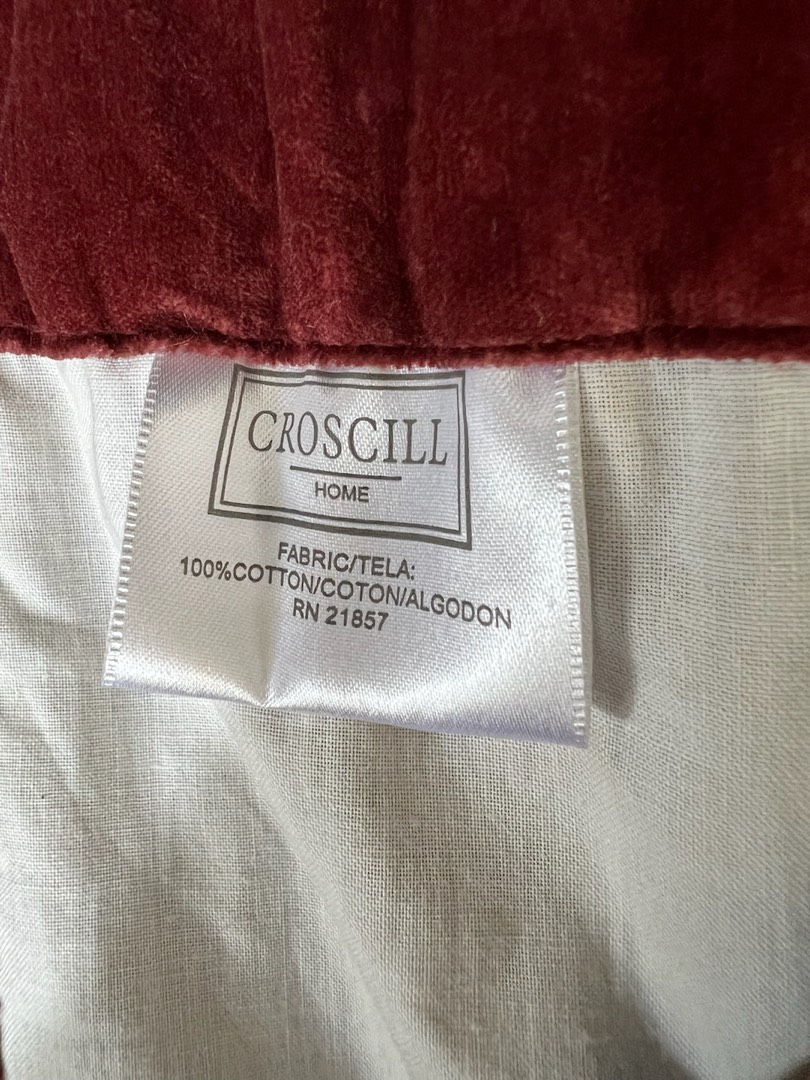 CROSCILL
HOME
FABRIC/TELA:
100%COTTON/COTON/ALGODON
RN 21857